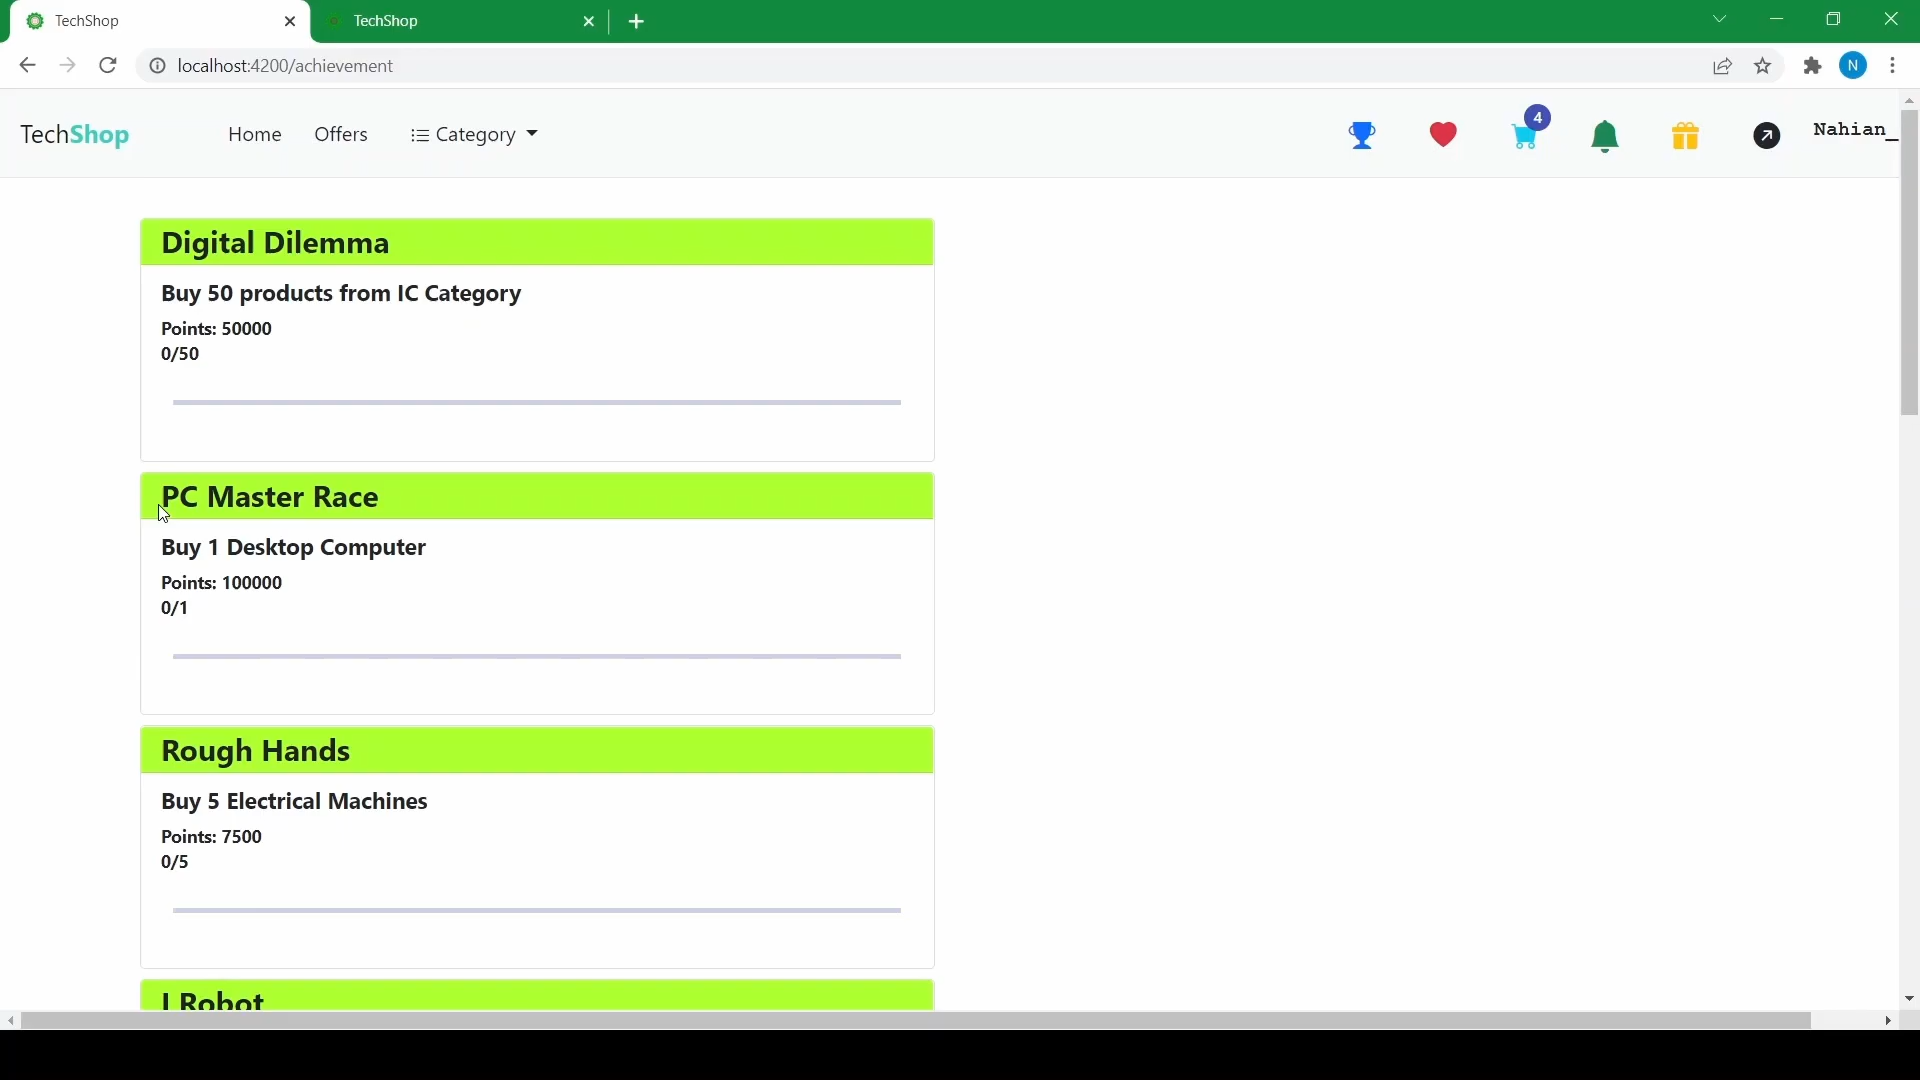 TechShop
TechShop
localhost:4200/achievement
N
TechShop
Home
Offers
Category
4
Nahian_
Digital Dilemma
Buy 50 products from IC Category
Points: 50000
0/50
PC Master Race
Buy 1 Desktop Computer
Points: 100000
0/1
Rough Hands
Buy 5 Electrical Machines
Points: 7500
0/5
I Robot